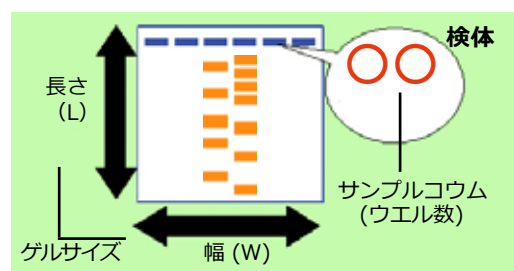 検体
長さ
(L)
サンプルコウム
(ウエル数)
ゲルサイズ
幅 (W)